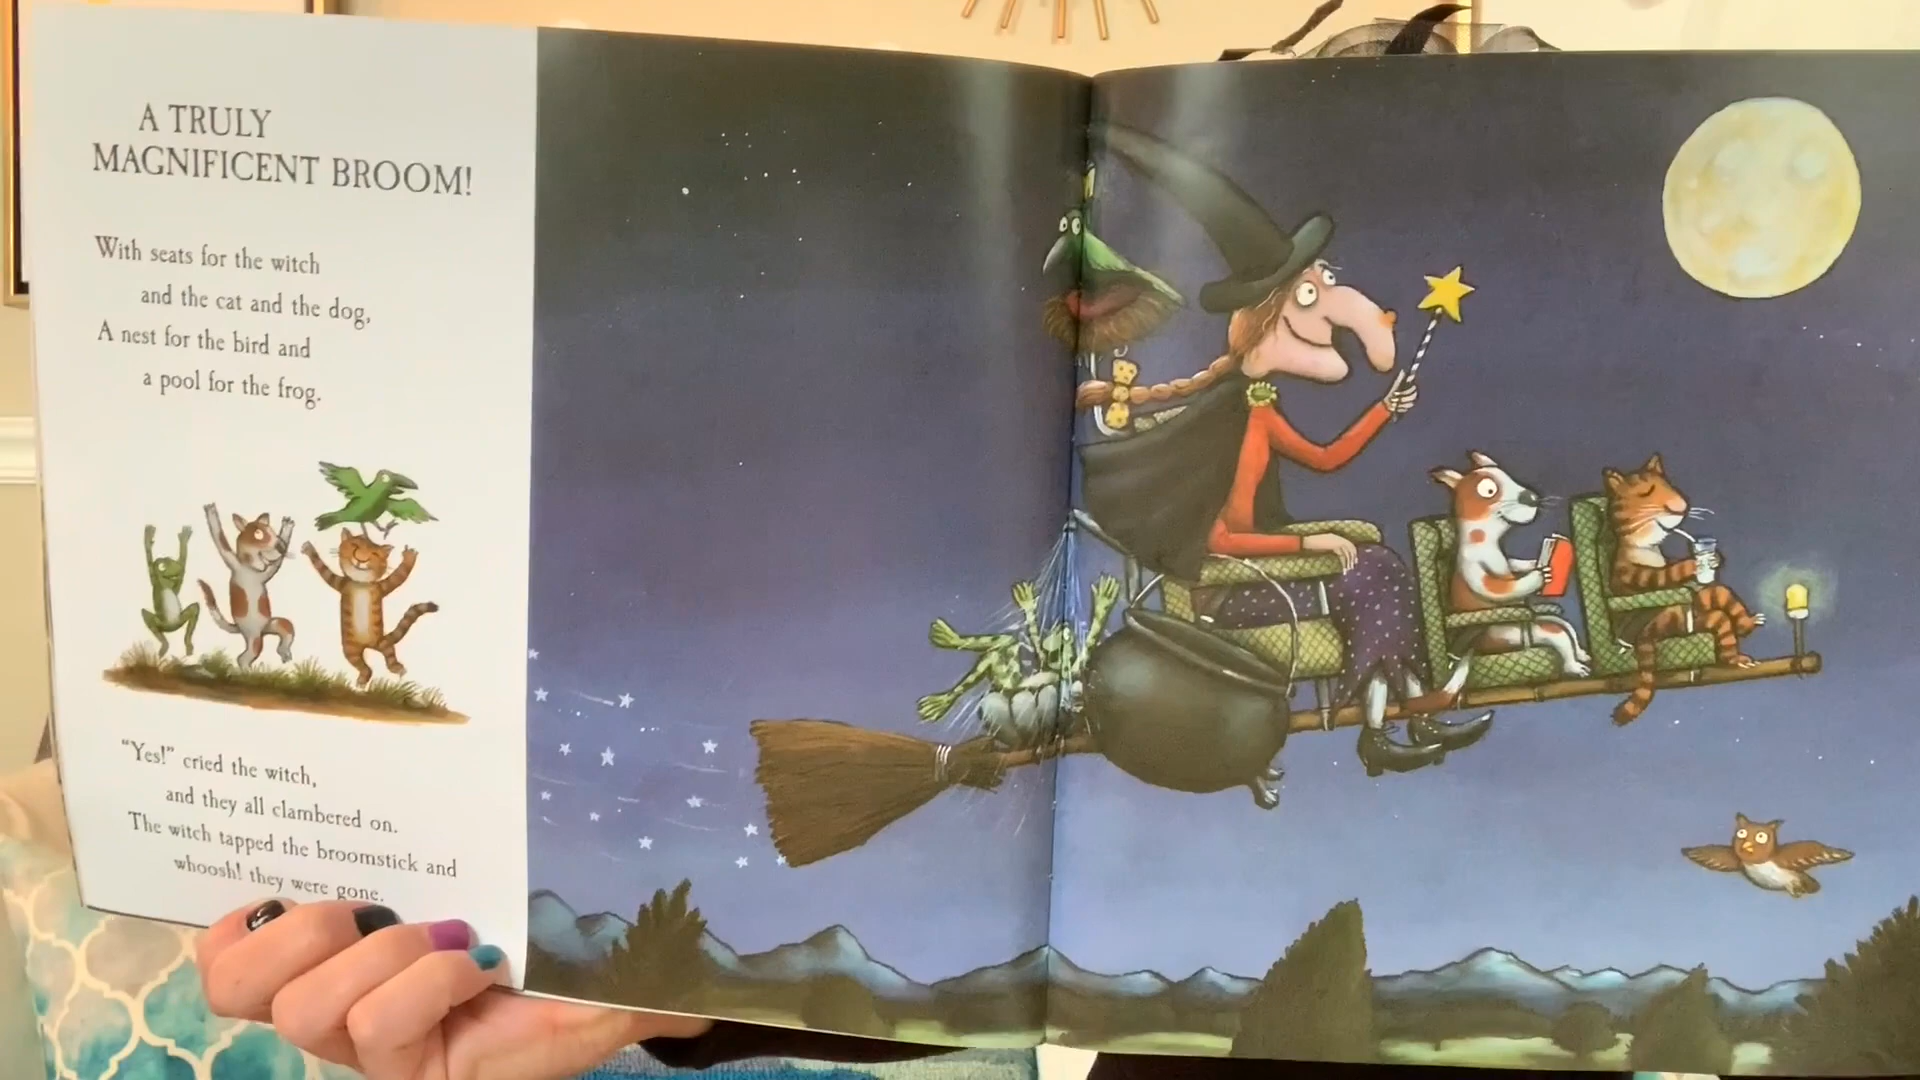 A TRULY
MAGNIFICENT BROOM!
With seats for the witch
and the cat and the dog,
A nest for the bird and
a pool for the frog.
“Yes!” cried the witch,
and they all clambered on.
The witch tapped the broomstick and
whoosh! they were gone.